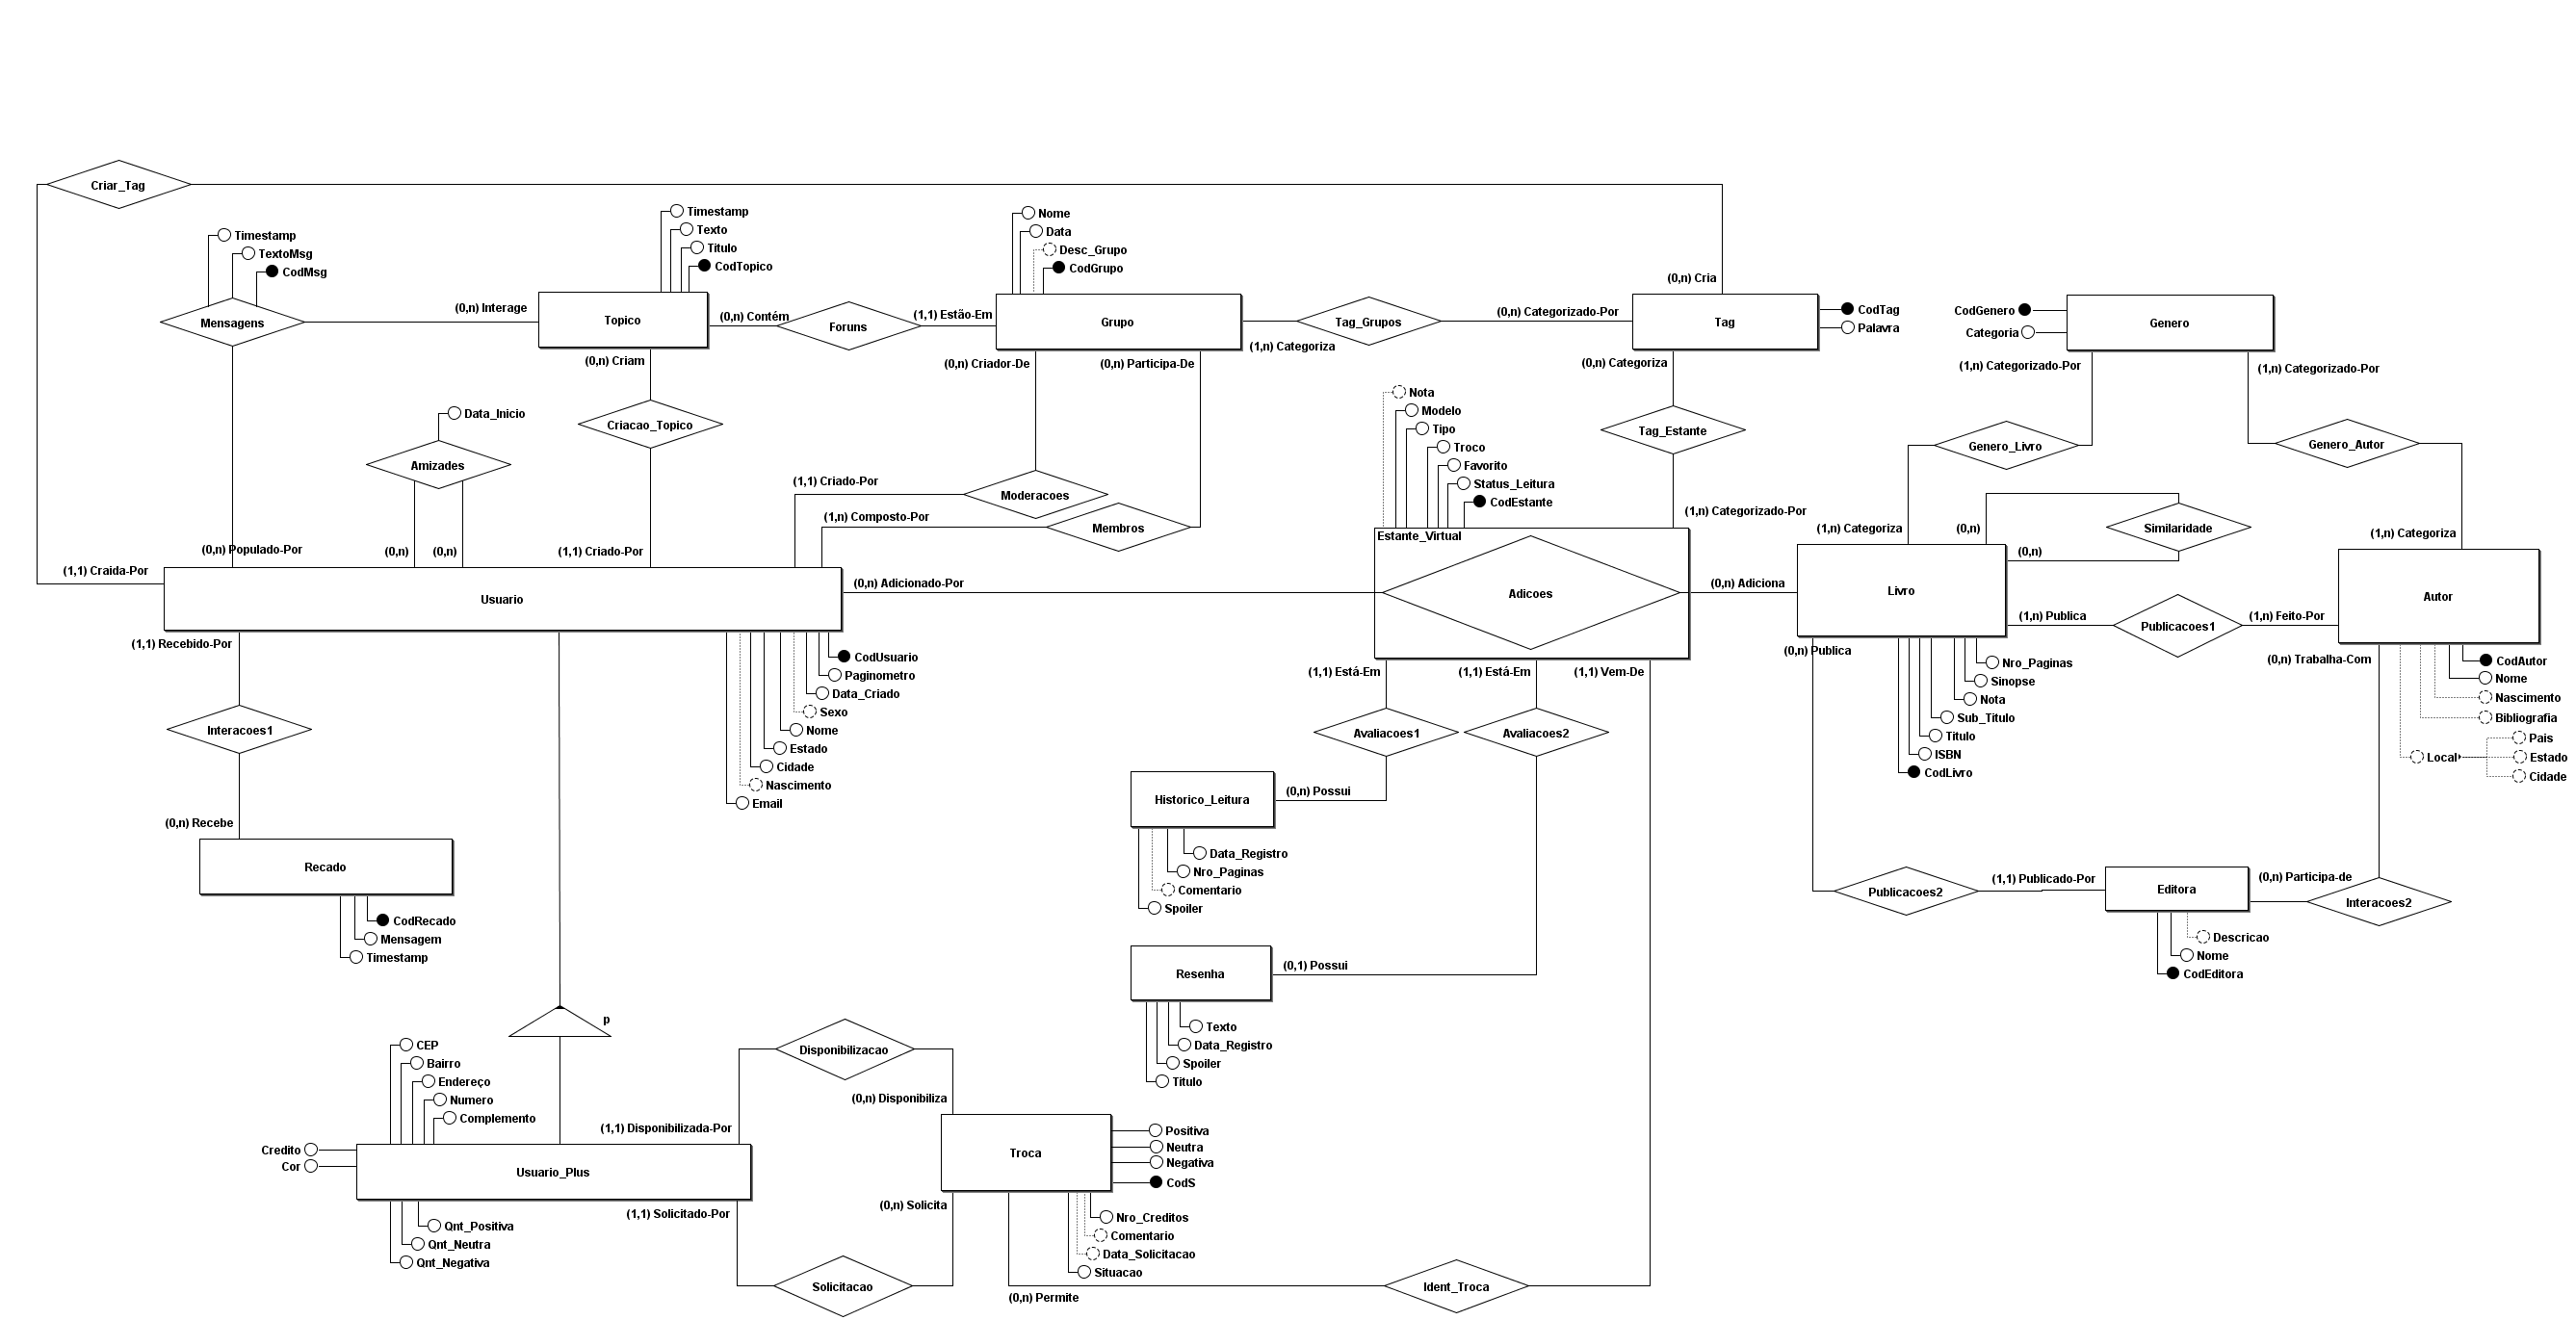 Criar_Tag
Timestamp
TextoMsg
CodMsg
Mensagens
(0,n) Interage
Timestamp
Texto
Titulo
CodTopico
Topico
(0,n) Contém
Foruns
(1,1) Estão-Em
Nome
Data
Desc_Grupo
CodGrupo
Grupo
(1,n) Categoriza
Tag_Grupos
(0,n) Categorizado-Por
(0,n) Cria
Tag
CodTag
Palavra
CodGenero
Categoria
Genero
(1,n) Categorizado-Por
(1,n) Categorizado-Por
(0,n) Criam
(0,n) Criador-De
(0,n) Participa-De
(0,n) Categoriza
Data_Inicio
Amizades
Criacao_Topico
Tag_Estante
Genero_Livro
Genero_Autor
Nota
Modelo
Tipo
Troco
Favorito
Status_Leitura
CodEstante
(1,1) Criado-Por
Moderacoes
(1,n) Composto-Por
Membros
(1,n) Categorizado-Por
(1,n) Categoriza
(0,n)
Similaridade
(0,n)
(1,n) Categoriza
(0,n) Populado-Por
(0,n)
(0,n)
(1,1) Criado-Por
(1,1) Craida-Por
Usuario
(0,n) Adicionado-Por
Estante_Virtual
Adicoes
(0,n) Adiciona
Livro
(1,n) Publica
Publicacoes1
(1,n) Feito-Por
Autor
(1,1) Recebido-Por
CodUsuario
Paginometro
Data_Criado
Sexo
Nome
Estado
Cidade
Nascimento
Email
(1,1) Está-Em
(1,1) Está-Em
(1,1) Vem-De
(0,n) Publica
Nro_Paginas
Sinopse
Nota
Sub_Titulo
Titulo
ISBN
CodLivro
(0,n) Trabalha-Com
CodAutor
Nome
Nascimento
Bibliografia
Local
Pais
Estado
Cidade
Interacoes1
Avaliacoes1
Avaliacoes2
(0,n) Recebe
Recado
CodRecado
Mensagem
Timestamp
Historico_Leitura
(0,n) Possui
Data_Registro
Nro_Paginas
Comentario
Spoiler
Publicacoes2
(1,1) Publicado-Por
Editora
(0,n) Participa-de
Interacoes2
Descricao
Nome
CodEditora
Resenha
(0,1) Possui
Texto
Data_Registro
Spoiler
Titulo
p
CEP
Bairro
Endereço
Numero
Complemento
Credito
Cor
Usuario_Plus
Qnt_Positiva
Qnt_Neutra
Qnt_Negativa
Disponibilizacao
(0,n) Disponibiliza
(1,1) Disponibilizada-Por
Troca
Positiva
Neutra
Negativa
CodS
(0,n) Solicita
(1,1) Solicitado-Por
Nro_Creditos
Comentario
Data_Solicitacao
Situacao
Solicitacao
(0,n) Permite
Ident_Troca